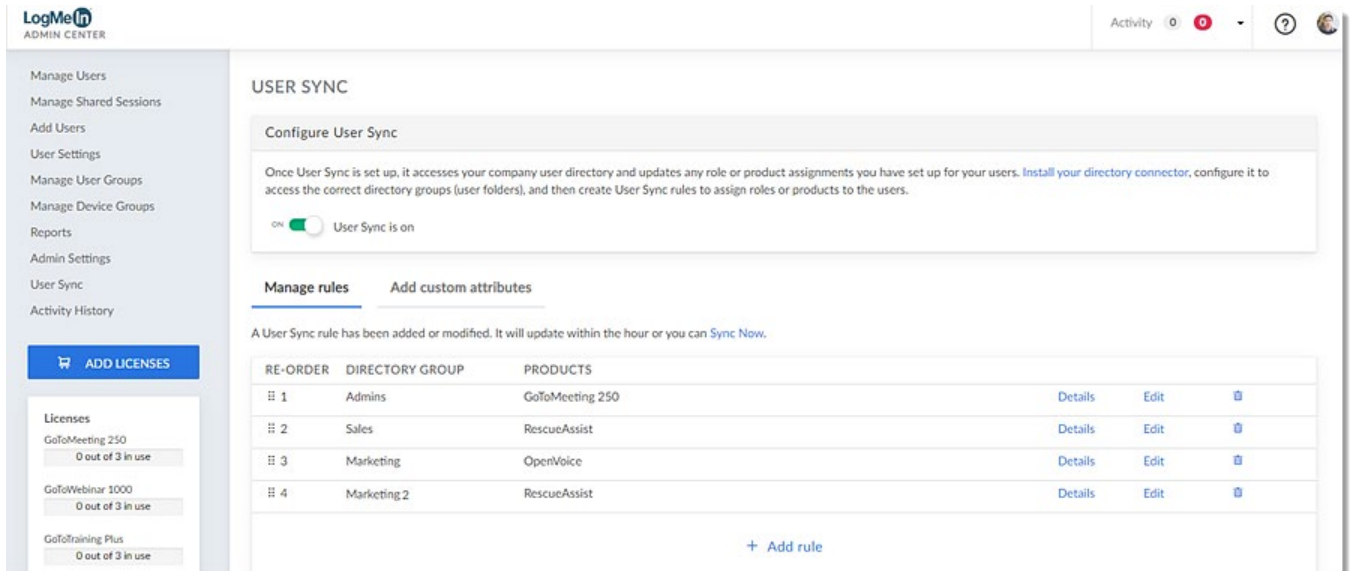 LogMeIn
ADMIN CENTER
Activity 0 0
Manage Users
Manage Shared Sessions
Add Users
User Settings
Manage User Groups
Manage Device Groups
Reports
Admin Settings
User Sync
Activity History
ADD LICENSES
Licenses
GoToMeeting 250
0 out of 3 in use
GoToWebinar 1000
0 out of 3 in use
GoToTraining Plus
0 out of 3 in use
USER SYNC
Configure User Sync
Once User Sync is set up, it accesses your company user directory and updates any role or product assignments you have set up for your users. Install your directory connector, configure it to
access the correct directory groups (user folders), and then create User Sync rules to assign roles or products to the users.
ON User Sync is on
Manage rules Add custom attributes
A User Sync rule has been added or modified. It will update within the hour or you can Sync Now.
RE-ORDER DIRECTORY GROUP PRODUCTS
1 Admins GoToMeeting 250 Details Edit
2 Sales RescueAssist Details Edit
3 Marketing OpenVoice Details Edit
4 Marketing 2 RescueAssist Details Edit
+ Add rule